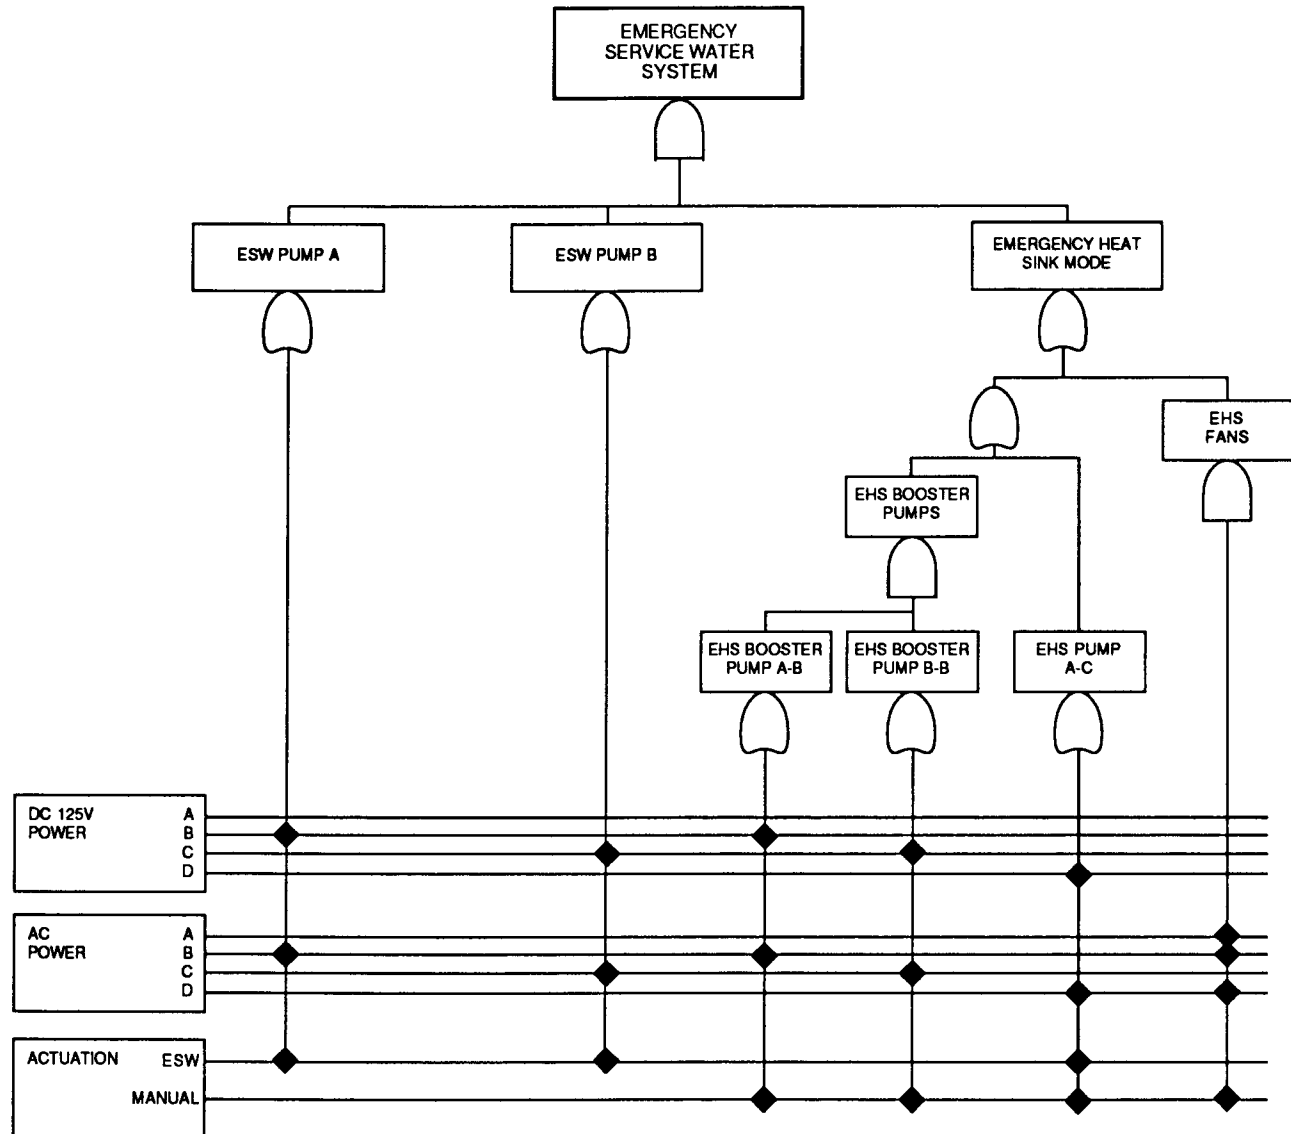 EMERGENCY
SERVICE WATER
SYSTEM
ESW PUMP A
ESW PUMP B
EMERGENCY HEAT
SINK MODE
EHS
FANS
EHS BOOSTER
PUMPS
EHS BOOSTER
PUMP A-B
EHS BOOSTER
PUMP B-B
EHS PUMP
A-C
DC 125V A
POWER B
C
D
AC A
POWER B
C
D
ACTUATION ESW
MANUAL